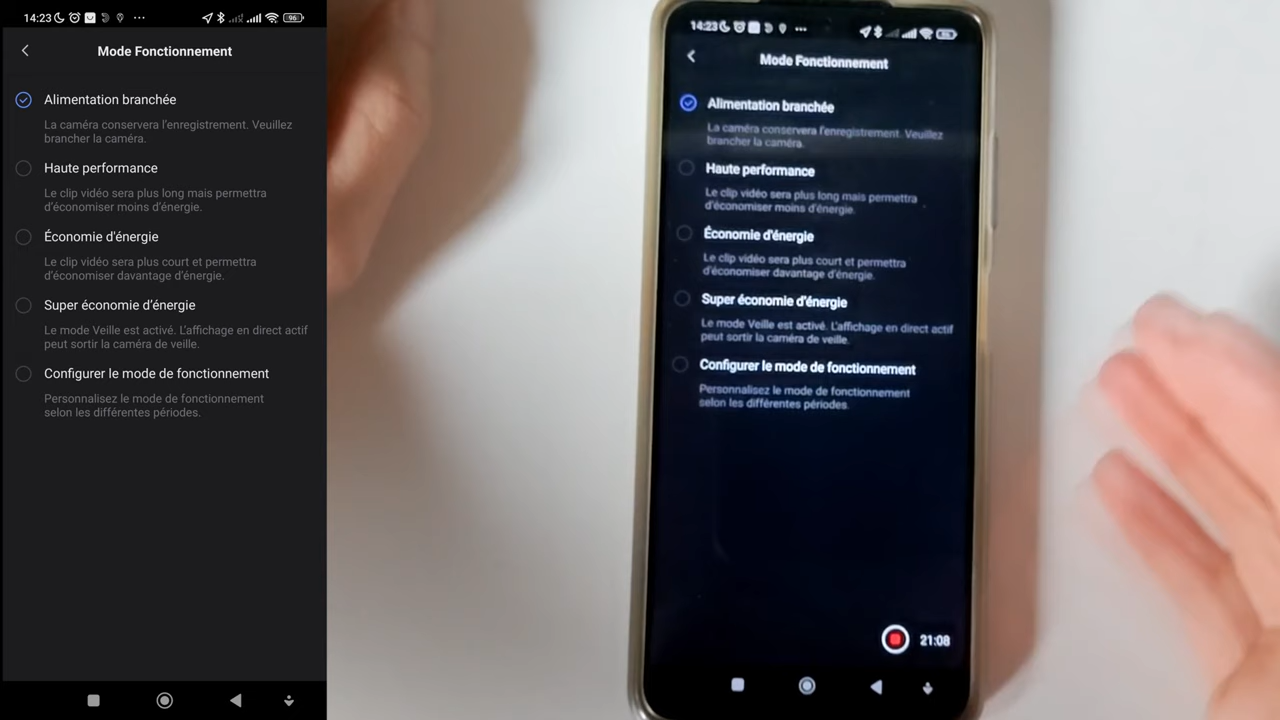 14:23
96
Mode Fonctionnement
Alimentation branchée
La caméra conservera l'enregistrement. Veuillez
brancher la caméra.
Haute performance
Le clip vidéo sera plus long mais permettra
d'économiser moins d'énergie.
Économie d'énergie
Le clip vidéo sera plus court et permettra
d'économiser davantage d'énergie.
Super économie d'énergie
Le mode Veille est activé. L'affichage en direct actif
peut sortir la caméra de veille.
Configurer le mode de fonctionnement
Personnalisez le mode de fonctionnement
selon les différentes périodes.
14:23
Mode Fonctionnement
Alimentation branchée
La caméra conservera l'enregistrement. Veuillez
brancher la caméra.
Haute performance
Le clip vidéo sera plus long mais permettra
d'économiser moins d'énergie.
Économie d'énergie
Le clip vidéo sera plus court et permettra
d'économiser davantage d'énergie.
Super économie d'énergie
Le mode Veille est activé. L'affichage en direct actif
peut sortir la caméra de veille.
Configurer le mode de fonctionnement
Personnalisez le mode de fonctionnement
selon les différentes périodes.
21:08